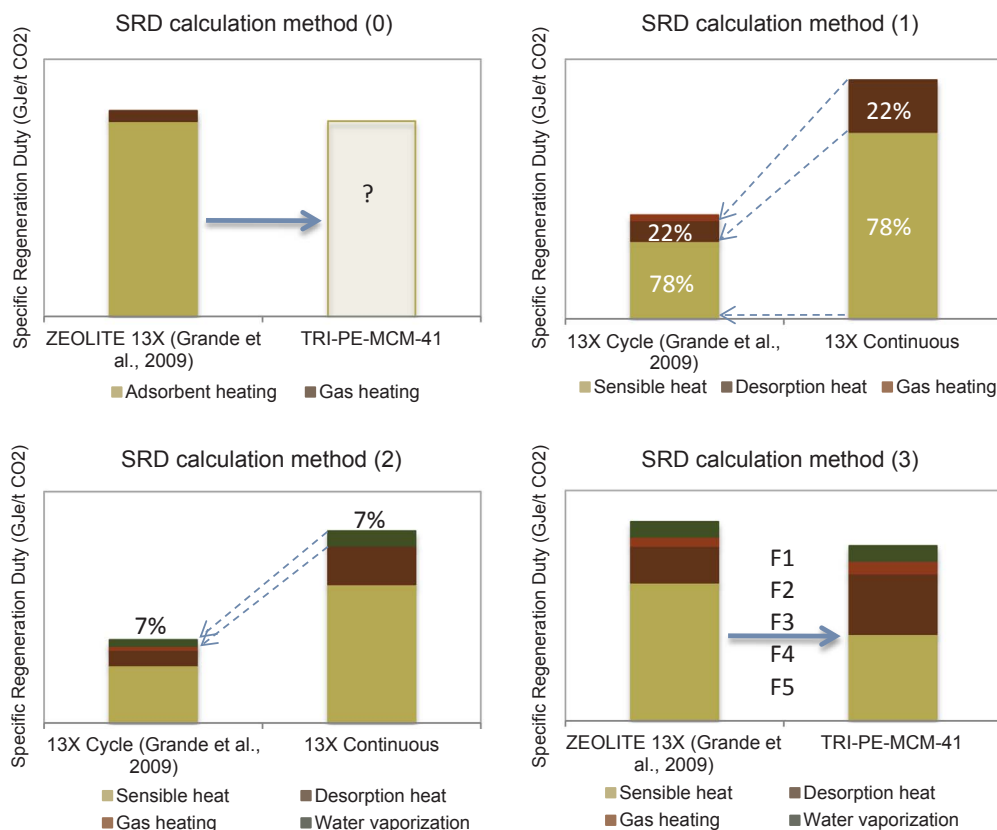 SRD calculation method (0)
Specific Regeneration Duty (GJe/t CO2)
?
ZEOLITE 13X (Grande et
al., 2009)
TRI-PE-MCM-41
Adsorbent heating
Gas heating
SRD calculation method (1)
Specific Regeneration Duty (GJe/t CO2)
22%
78%
22%
78%
13X Cycle (Grande et al.,
2009)
13X Continuous
Sensible heat
Desorption heat
Gas heating
SRD calculation method (2)
Specific Regeneration Duty (GJe/t CO2)
7%
7%
13X Cycle (Grande et al.,
2009)
13X Continuous
Sensible heat
Desorption heat
Gas heating
Water vaporization
SRD calculation method (3)
Specific Regeneration Duty (GJe/t CO2)
F1
F2
F3
F4
F5
ZEOLITE 13X (Grande et
al., 2009)
TRI-PE-MCM-41
Sensible heat
Desorption heat
Gas heating
Water vaporization